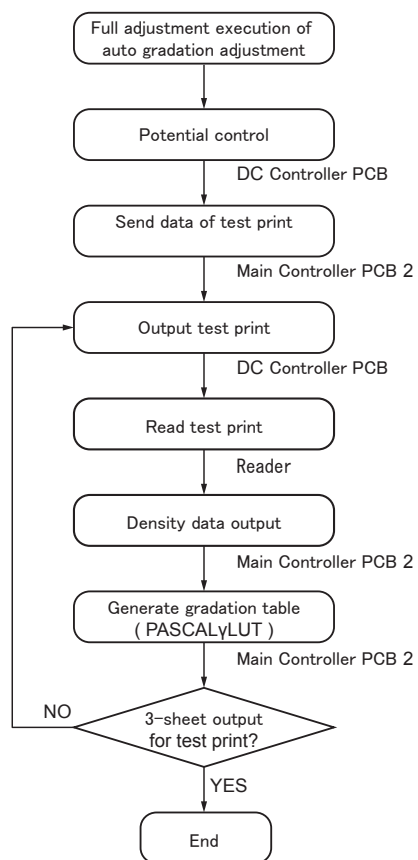 Full adjustment execution of
auto gradation adjustment
Potential control
DC Controller PCB
Send data of test print
Main Controller PCB 2
Output test print
DC Controller PCB
Read test print
Reader
Density data output
Main Controller PCB 2
Generate gradation table
( PASCALγLUT )
Main Controller PCB 2
NO
3-sheet output
for test print?
YES
End